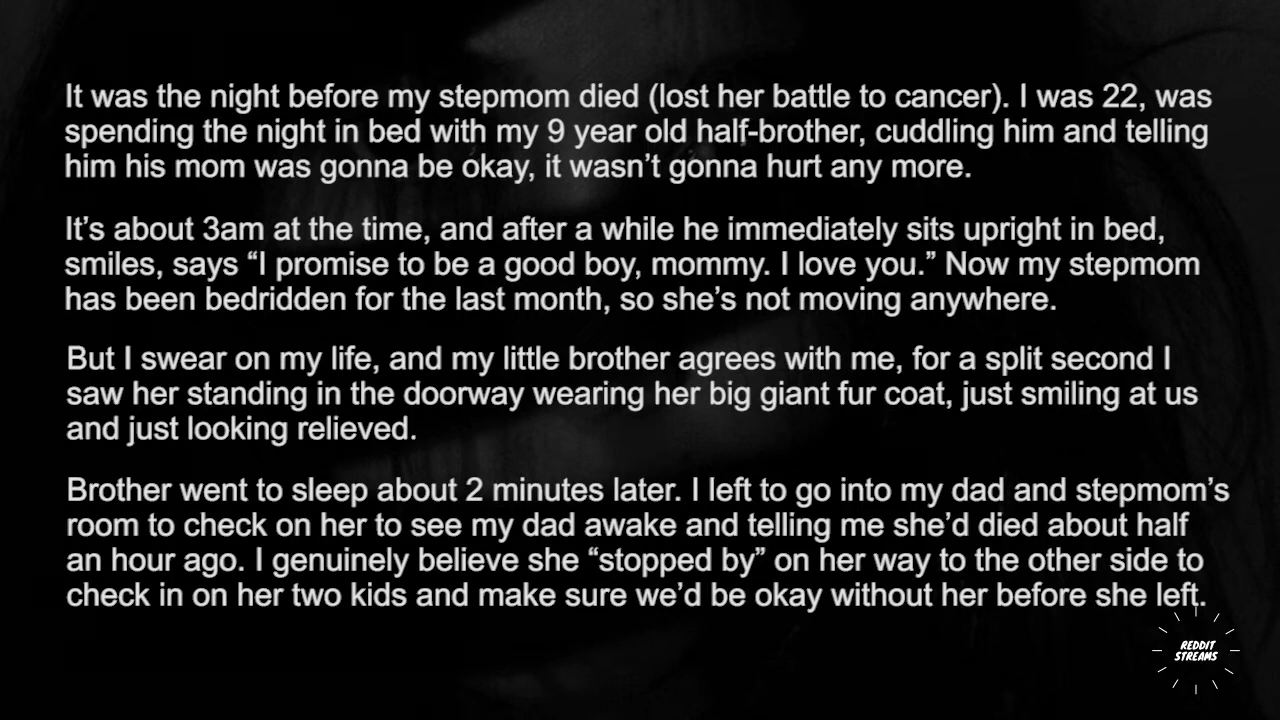 It was the night before my stepmom died (lost her battle to cancer). I was 22, was
spending the night in bed with my 9 year old half-brother, cuddling him and telling
him his mom was gonna be okay, it wasn’t gonna hurt any more.
It’s about 3am at the time, and after a while he immediately sits upright in bed,
smiles, says “I promise to be a good boy, mommy. I love you.” Now my stepmom
has been bedridden for the last month, so she’s not moving anywhere.
But I swear on my life, and my little brother agrees with me, for a split second I
saw her standing in the doorway wearing her big giant fur coat, just smiling at us
and just looking relieved.
Brother went to sleep about 2 minutes later. I left to go into my dad and stepmom’s
room to check on her to see my dad awake and telling me she’d died about half
an hour ago. I genuinely believe she “stopped by” on her way to the other side to
check in on her two kids and make sure we’d be okay without her before she left.
REDDIT
STREAMS